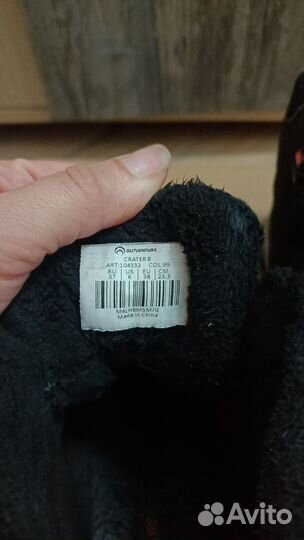 OUTVENTURE
CRATER B
ART:104332 COL:99
RU US EU CM
37 6 38 23.5
M4LHBMSMJQ
Made in China
Avito